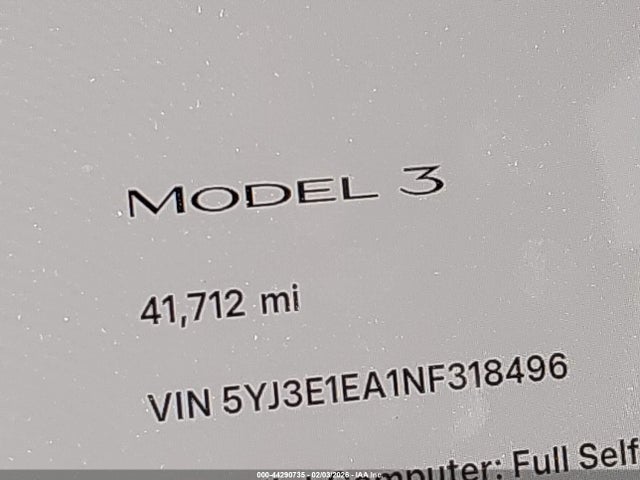 MODEL 3
41,712 mi
VIN 5YJ3E1EA1NF318496
mputer: Full Self
000-44290735 - 02/03/2026 - IAA Inc.